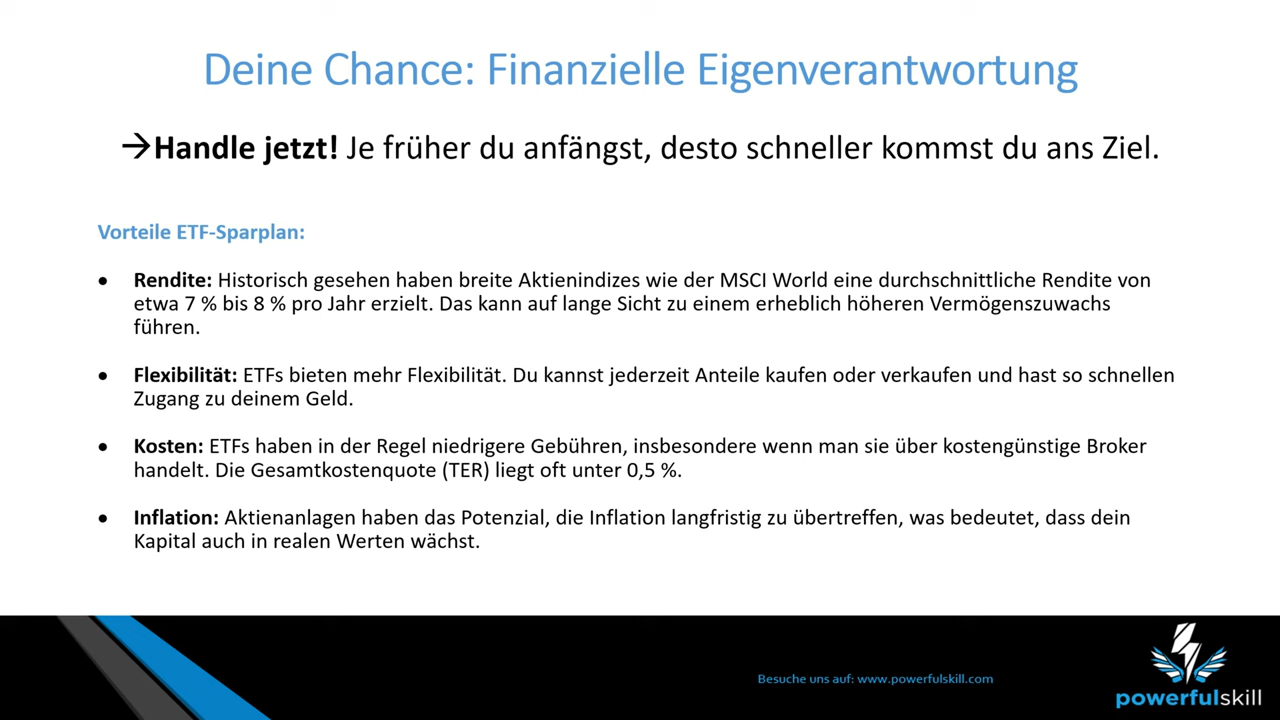 Deine Chance: Finanzielle Eigenverantwortung
→Handle jetzt! Je früher du anfängst, desto schneller kommst du ans Ziel.
Vorteile ETF-Sparplan:
• Rendite: Historisch gesehen haben breite Aktienindizes wie der MSCI World eine durchschnittliche Rendite von
etwa 7 % bis 8 % pro Jahr erzielt. Das kann auf lange Sicht zu einem erheblich höheren Vermögenszuwachs
führen.
• Flexibilität: ETFs bieten mehr Flexibilität. Du kannst jederzeit Anteile kaufen oder verkaufen und hast so schnellen
Zugang zu deinem Geld.
• Kosten: ETFs haben in der Regel niedrigere Gebühren, insbesondere wenn man sie über kostengünstige Broker
handelt. Die Gesamtkostenquote (TER) liegt oft unter 0,5 %.
• Inflation: Aktienanlagen haben das Potenzial, die Inflation langfristig zu übertreffen, was bedeutet, dass dein
Kapital auch in realen Werten wächst.
Besuche uns auf: www.powerfulskill.com
powerfulskill